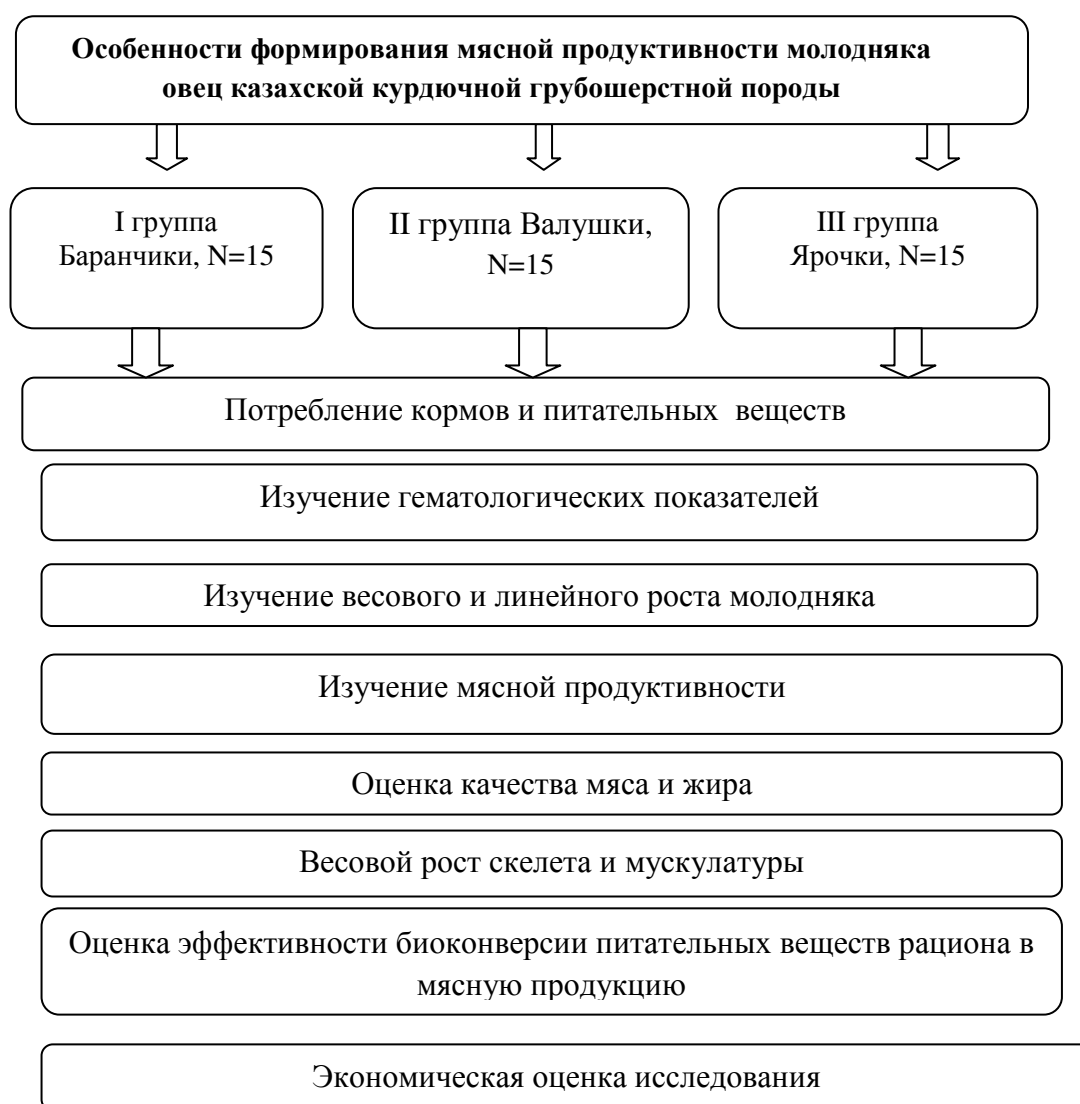 Особенности формирования мясной продуктивности молодняка
овец казахской курдючной грубошерстной породы
I группа
Баранчики, N=15
II группа Валушки,
N=15
III группа
Ярочки, N=15
Потребление кормов и питательных веществ
Изучение гематологических показателей
Изучение весового и линейного роста молодняка
Изучение мясной продуктивности
Оценка качества мяса и жира
Весовой рост скелета и мускулатуры
Оценка эффективности биоконверсии питательных веществ рациона в
мясную продукцию
Экономическая оценка исследования